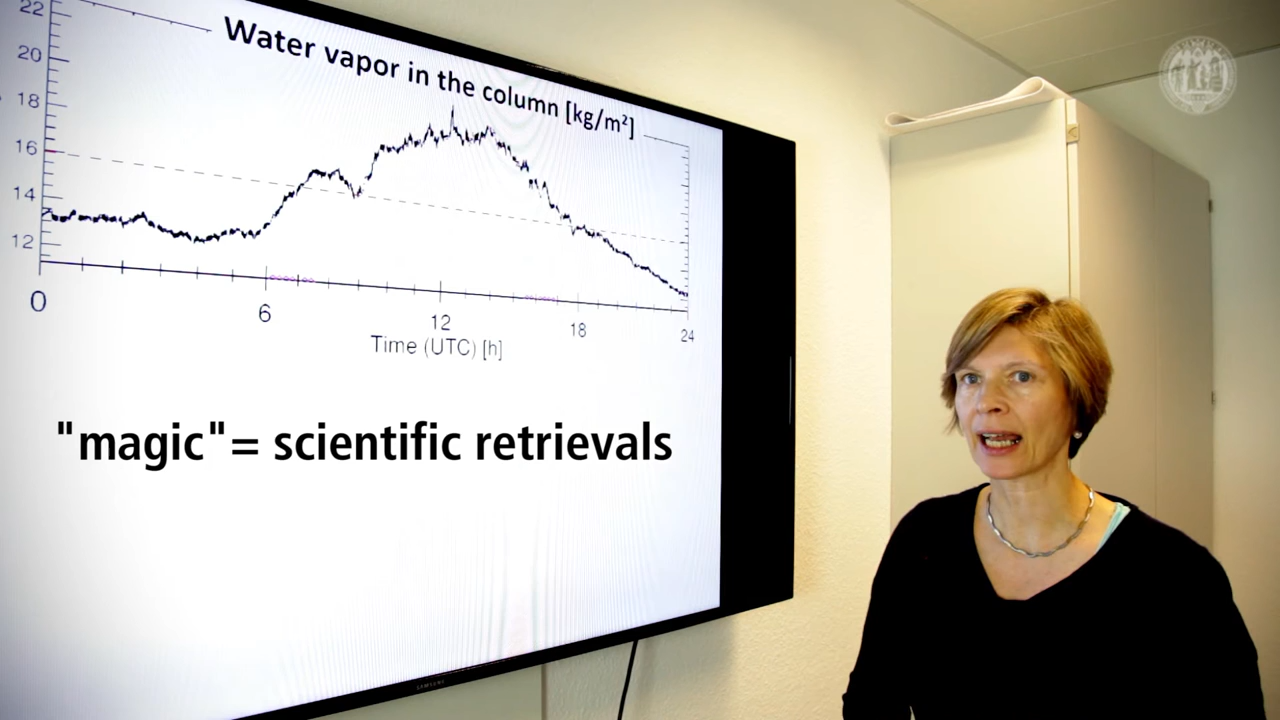 Water vapor in the column [kg/m²]
22
20
18
16
14
12
0
6
12
18
24
Time (UTC) [h]
"magic"= scientific retrievals
SAMSUNG